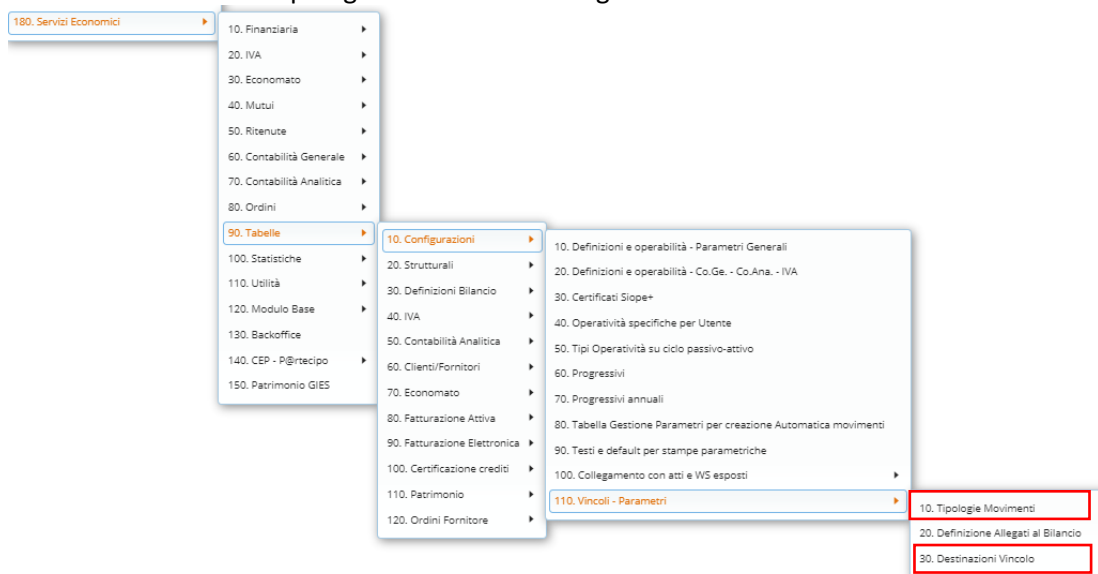 180. Servizi Economici
10. Finanziaria
20. IVA
30. Economato
40. Mutui
50. Ritenute
60. Contabilità Generale
70. Contabilità Analitica
80. Ordini
90. Tabelle
100. Statistiche
110. Utilità
120. Modulo Base
130. Backoffice
140. CEP - P@rtecipo
150. Patrimonio GIES
10. Configurazioni
20. Strutturali
30. Definizioni Bilancio
40. IVA
50. Contabilità Analitica
60. Clienti/Fornitori
70. Economato
80. Fatturazione Attiva
90. Fatturazione Elettronica
100. Certificazione crediti
110. Patrimonio
120. Ordini Fornitore
10. Definizioni e operabilità - Parametri Generali
20. Definizioni e operabilità - Co.Ge. - Co.Ana. - IVA
30. Certificati Siope+
40. Operatività specifiche per Utente
50. Tipi Operatività su ciclo passivo-attivo
60. Progressivi
70. Progressivi annuali
80. Tabella Gestione Parametri per creazione Automatica movimenti
90. Testi e default per stampe parametriche
100. Collegamento con atti e WS esposti
110. Vincoli - Parametri
10. Tipologie Movimenti
20. Definizione Allegati al Bilancio
30. Destinazioni Vincolo